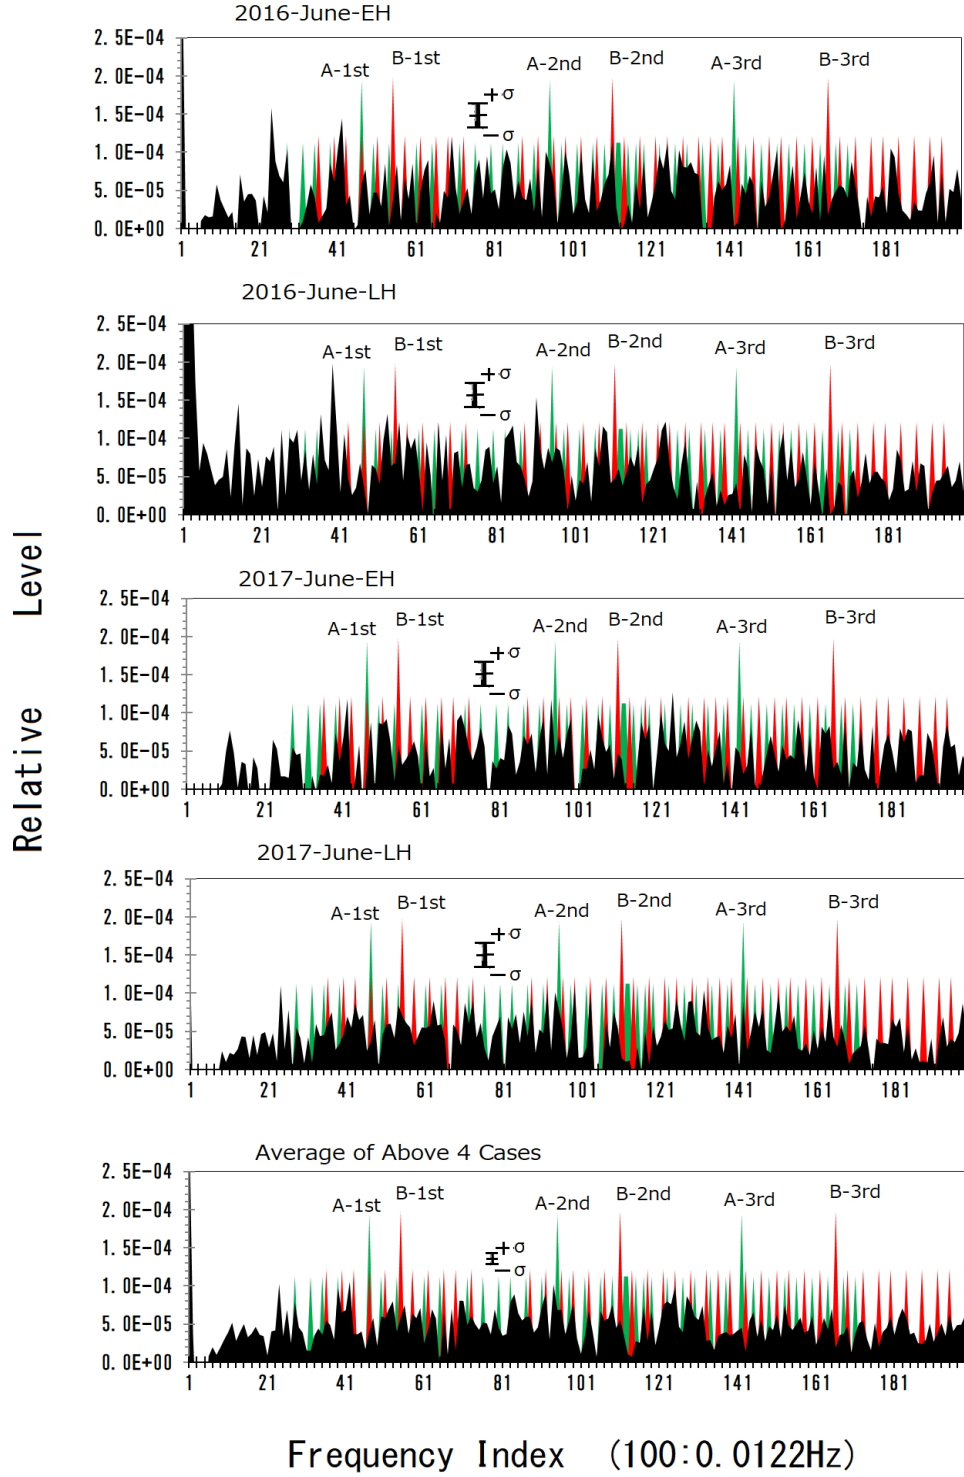 2016-June-EH
2.5E-04
2.0E-04
1.5E-04
1.0E-04
5.0E-05
0.0E+00
A-1st
B-1st
+σ
−σ
A-2nd
B-2nd
A-3rd
B-3rd
1 21 41 61 81 101 121 141 161 181
2016-June-LH
2.5E-04
2.0E-04
1.5E-04
1.0E-04
5.0E-05
0.0E+00
A-1st
B-1st
+σ
−σ
A-2nd
B-2nd
A-3rd
B-3rd
1 21 41 61 81 101 121 141 161 181
2017-June-EH
2.5E-04
2.0E-04
1.5E-04
1.0E-04
5.0E-05
0.0E+00
A-1st
B-1st
+σ
−σ
A-2nd
B-2nd
A-3rd
B-3rd
1 21 41 61 81 101 121 141 161 181
2017-June-LH
2.5E-04
2.0E-04
1.5E-04
1.0E-04
5.0E-05
0.0E+00
A-1st
B-1st
+σ
−σ
A-2nd
B-2nd
A-3rd
B-3rd
1 21 41 61 81 101 121 141 161 181
Average of Above 4 Cases
2.5E-04
2.0E-04
1.5E-04
1.0E-04
5.0E-05
0.0E+00
A-1st
B-1st
+σ
−σ
A-2nd
B-2nd
A-3rd
B-3rd
1 21 41 61 81 101 121 141 161 181
Relative Level
Frequency Index (100:0.0122Hz)